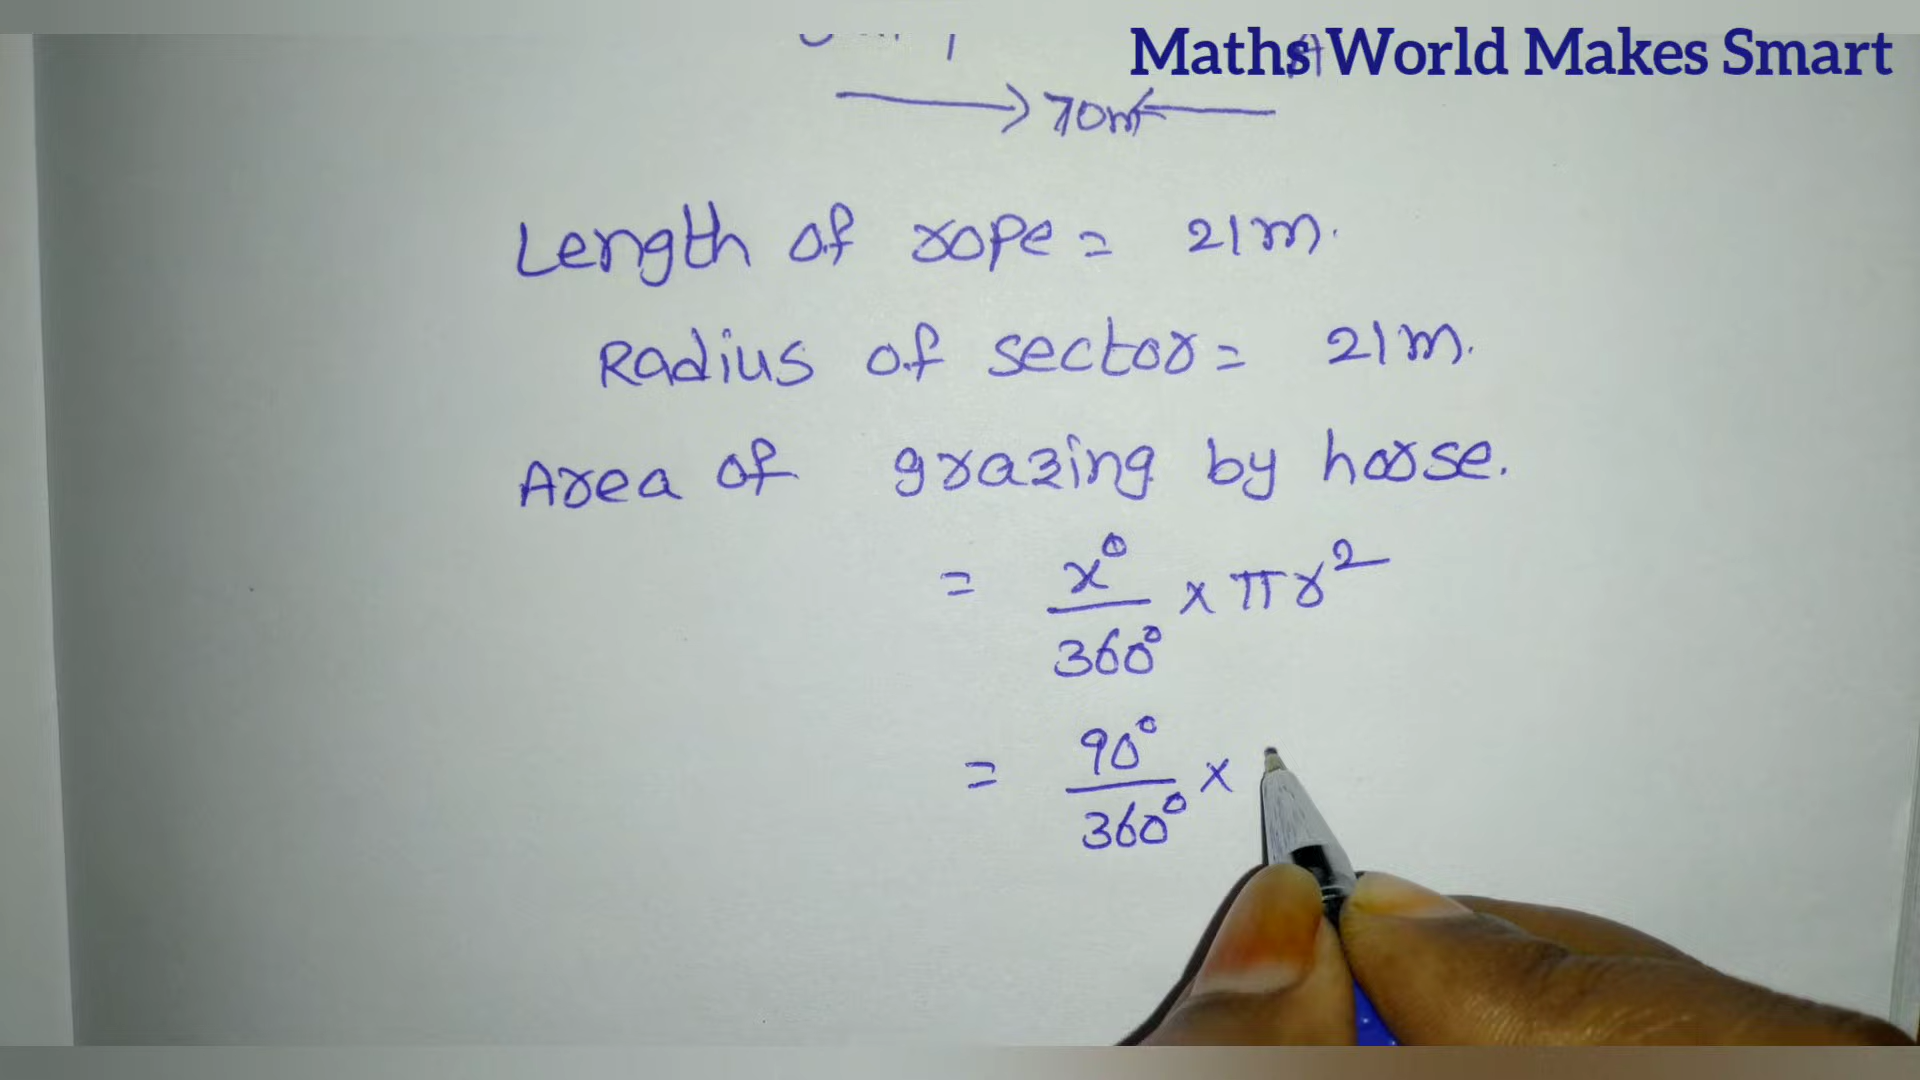 Maths World Makes Smart
70m
Length of rope = 21m.
Radius of sector = 21m.
Area of grazing by horse.
= x°/360° × πr²
= 90°/360° ×